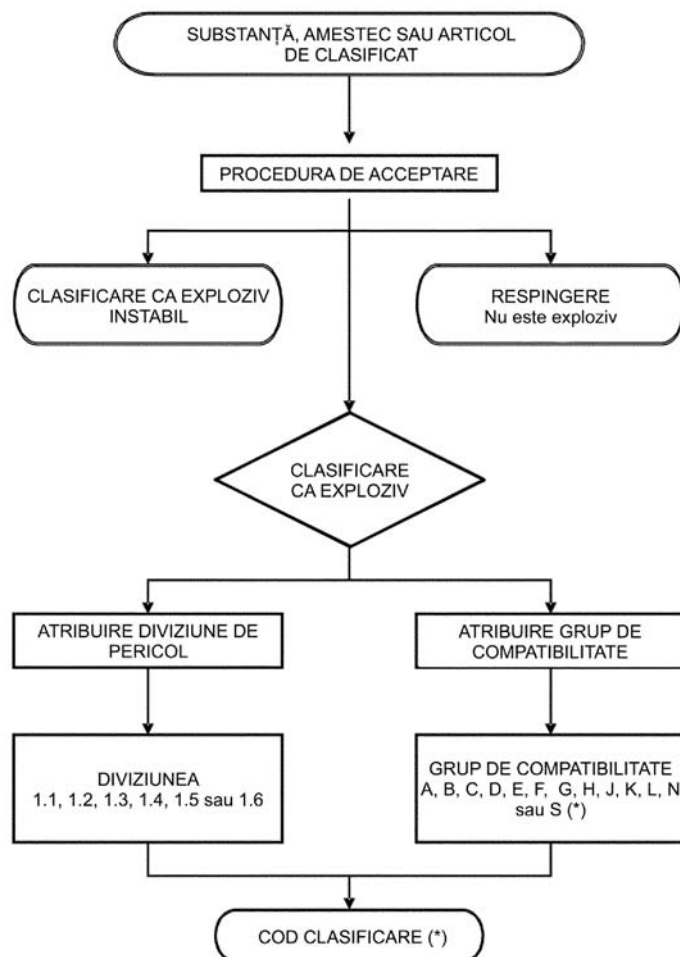 SUBSTANȚĂ, AMESTEC SAU ARTICOL
DE CLASIFICAT
PROCEDURA DE ACCEPTARE
CLASIFICARE CA EXPLOZIV
INSTABIL
RESPINGERE
Nu este exploziv
CLASIFICARE
CA EXPLOZIV
ATRIBUIRE DIVIZIUNE DE
PERICOL
ATRIBUIRE GRUP DE
COMPATIBILITATE
DIVIZIUNEA
1.1, 1.2, 1.3, 1.4, 1.5 sau 1.6
GRUP DE COMPATIBILITATE
A, B, C, D, E, F, G, H, J, K, L, N
sau S (*)
COD CLASIFICARE (*)